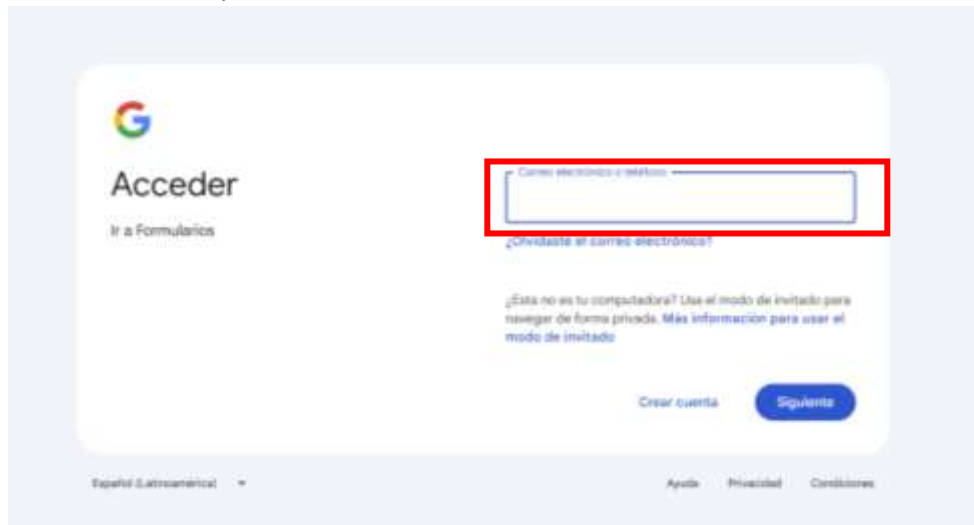 Acceder
Ir a Formularios
Correo electrónico o teléfono
¿Olvidaste el correo electrónico?
¿Esta no es tu computadora? Usa el modo de invitado para
navegar de forma privada. Más información para usar el
modo de invitado
Crear cuenta
Siguiente
Español (Latinoamérica)
Ayuda
Privacidad
Condiciones